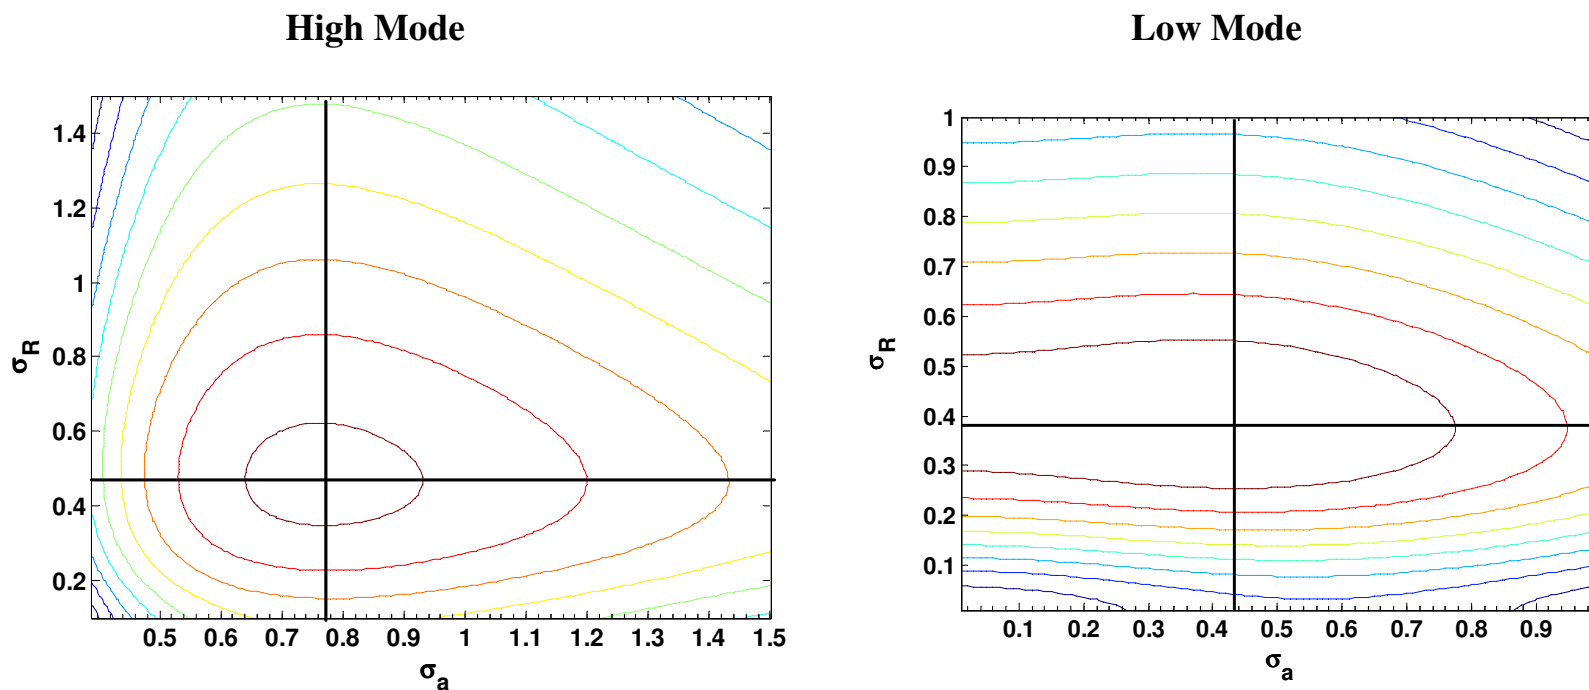 High Mode
Low Mode
1.4
1.2
1
0.8
0.6
0.4
0.2
σR
0.5 0.6 0.7 0.8 0.9 1 1.1 1.2 1.3 1.4 1.5
σa
1
0.9
0.8
0.7
0.6
0.5
0.4
0.3
0.2
0.1
σR
0.1 0.2 0.3 0.4 0.5 0.6 0.7 0.8 0.9
σa